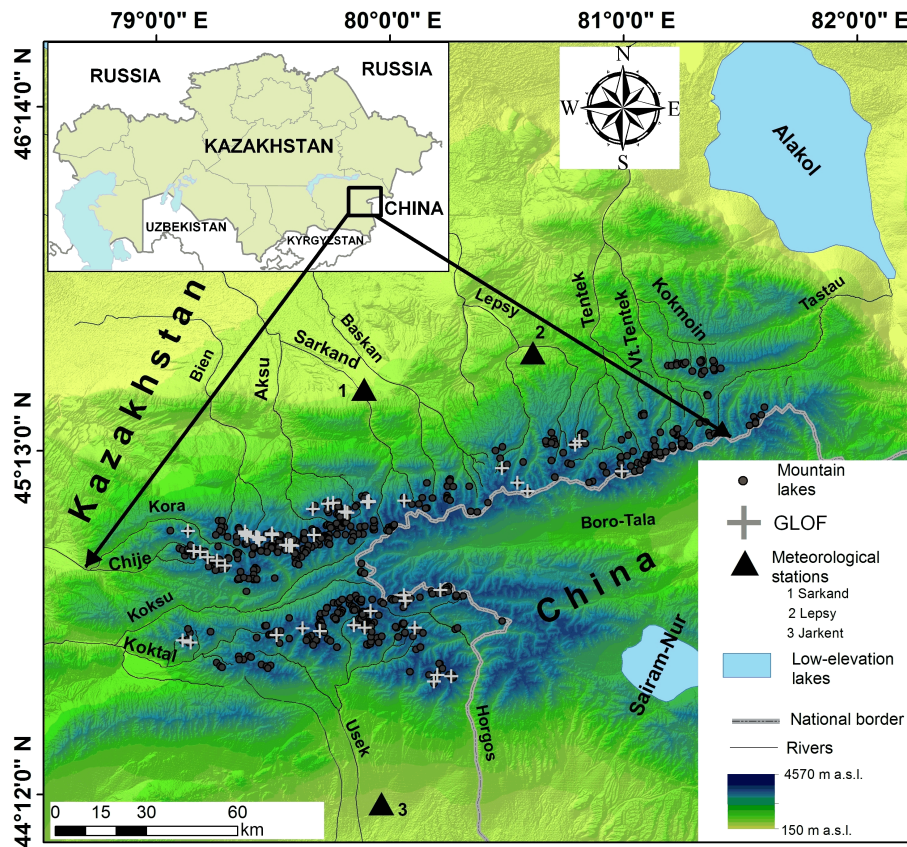 79°0'0" E
80°0'0" E
81°0'0" E
82°0'0" E
46°14'0" N
45°13'0" N
44°12'0" N
RUSSIA
RUSSIA
KAZAKHSTAN
CHINA
UZBEKISTAN
KYRGYZSTAN
N
W
E
S
Alakol
Kazakhstan
Bien
Aksu
Sarkand
Baskan
Lepsy
Tentek
Vt.Tentek
Kokmoin
Tastau
1
2
Kora
Chije
Koksu
Koktal
Boro-Tala
China
Sairam-Nur
Usek
Horgos
3
Mountain
lakes
GLOF
Meteorological
stations
1 Sarkand
2 Lepsy
3 Jarkent
Low-elevation
lakes
National border
Rivers
4570 m a.s.l.
150 m a.s.l.
0 15 30 60
km